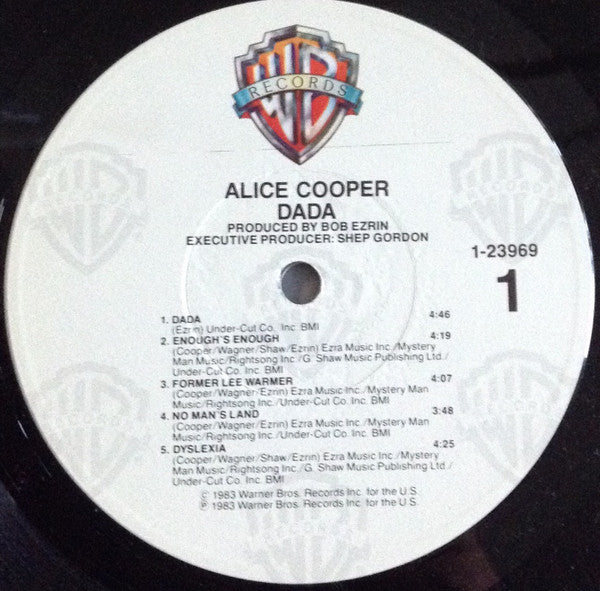 WB
RECORDS
ALICE COOPER
DADA
PRODUCED BY BOB EZRIN
EXECUTIVE PRODUCER: SHEP GORDON
1-23969
1
1. DADA 4:46
(Ezrin) Under-Cut Co. Inc. BMI
2. ENOUGH'S ENOUGH 4:19
(Cooper/Wagner/Shaw/Ezrin) Ezra Music Inc./Mystery
Man Music/Rightsong Inc./G. Shaw Music Publishing Ltd./
Under-Cut Co. Inc. BMI
3. FORMER LEE WARMER 4:07
(Cooper/Wagner/Ezrin) Ezra Music Inc./Mystery Man
Music/Rightsong Inc./Under-Cut Co. Inc. BMI
4. NO MAN'S LAND 3:48
(Cooper/Wagner/Ezrin) Ezra Music Inc./Mystery Man
Music/Rightsong Inc./Under-Cut Co. Inc. BMI
5. DYSLEXIA 4:25
(Cooper/Wagner/Shaw/Ezrin) Ezra Music Inc./Mystery
Man Music/Rightsong Inc./G. Shaw Music Publishing Ltd./
Under-Cut Co. Inc. BMI
© 1983 Warner Bros. Records Inc. for the U.S.
℗ 1983 Warner Bros. Records Inc. for the U.S.